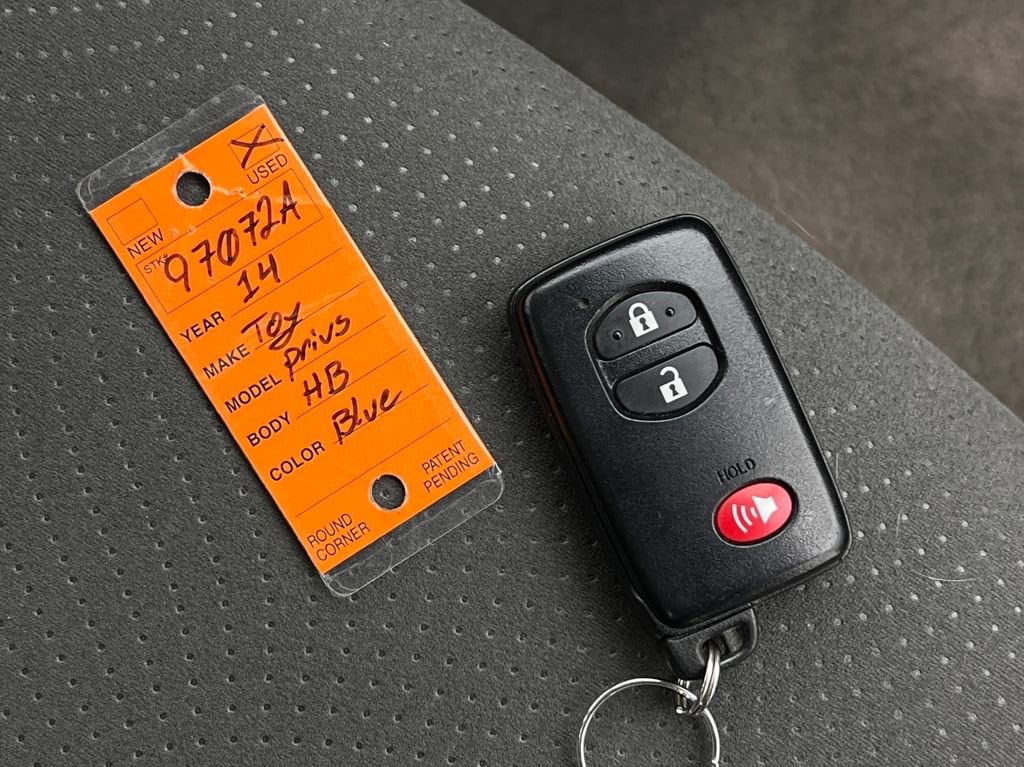 USED
NEW
STK# 97072A
YEAR 14
MAKE Toy
MODEL Prius
BODY HB
COLOR Blue
PATENT
PENDING
ROUND
CORNER
HOLD